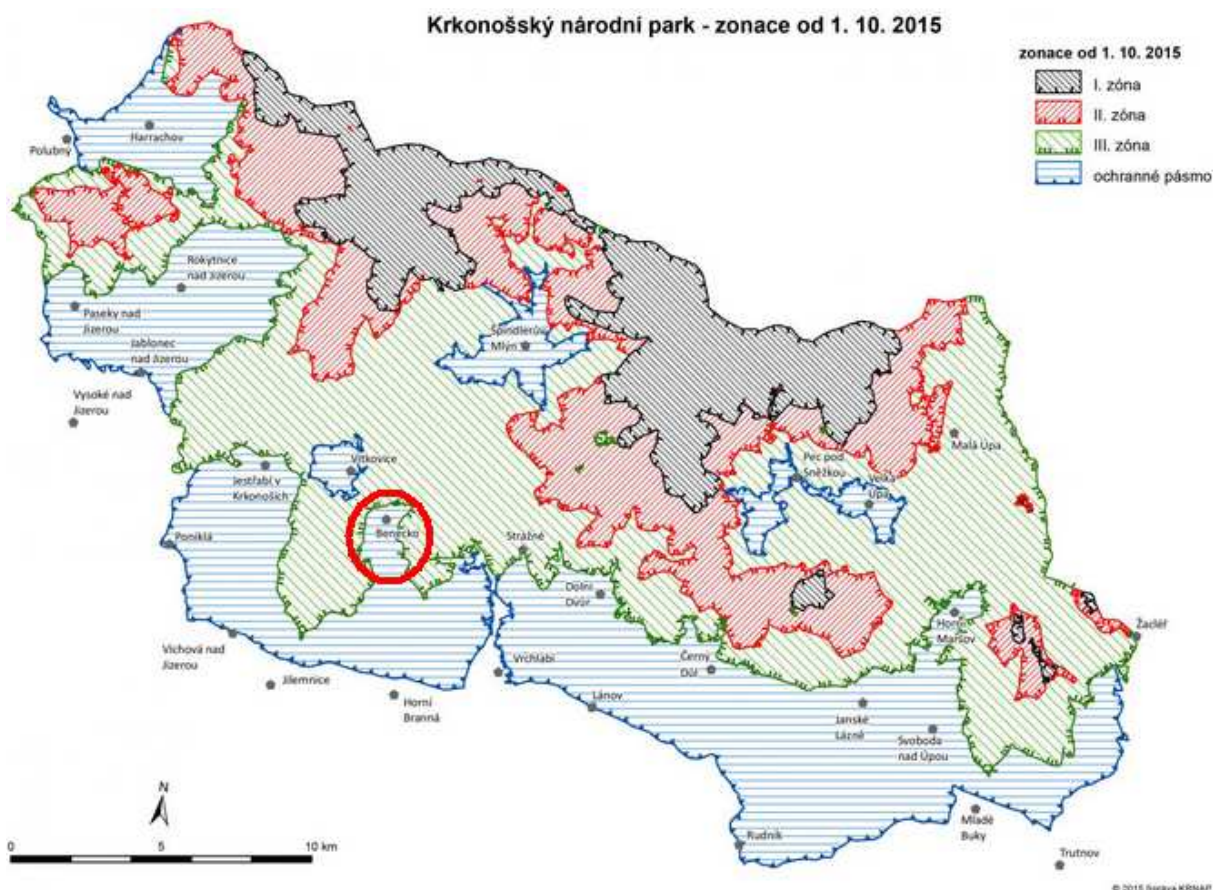 Krkonošský národní park - zonace od 1. 10. 2015
zonace od 1. 10. 2015
I. zóna
II. zóna
III. zóna
ochranné pásmo
Harrachov
Polubný
Rokytnice
nad Jizerou
Paseky nad
Jizerou
Jablonec
nad Jizerou
Vysoké nad
Jizerou
Špindlerův
Mlýn
Malá Úpa
Pec pod
Sněžkou
Velká
Úpa
Vítkovice
Jestřabí v
Krkonoších
Benecko
Poniklá
Strážné
Dolní
Dvůr
Horní
Maršov
Žacléř
Víchová nad
Jizerou
Jilemnice
Horní
Branná
Vrchlabí
Lánov
Černý
Důl
Janské
Lázně
Svoboda
nad Úpou
Mladé
Buky
Rudník
Trutnov
N
0 5 10 km
© 2015 Správa KRNAP